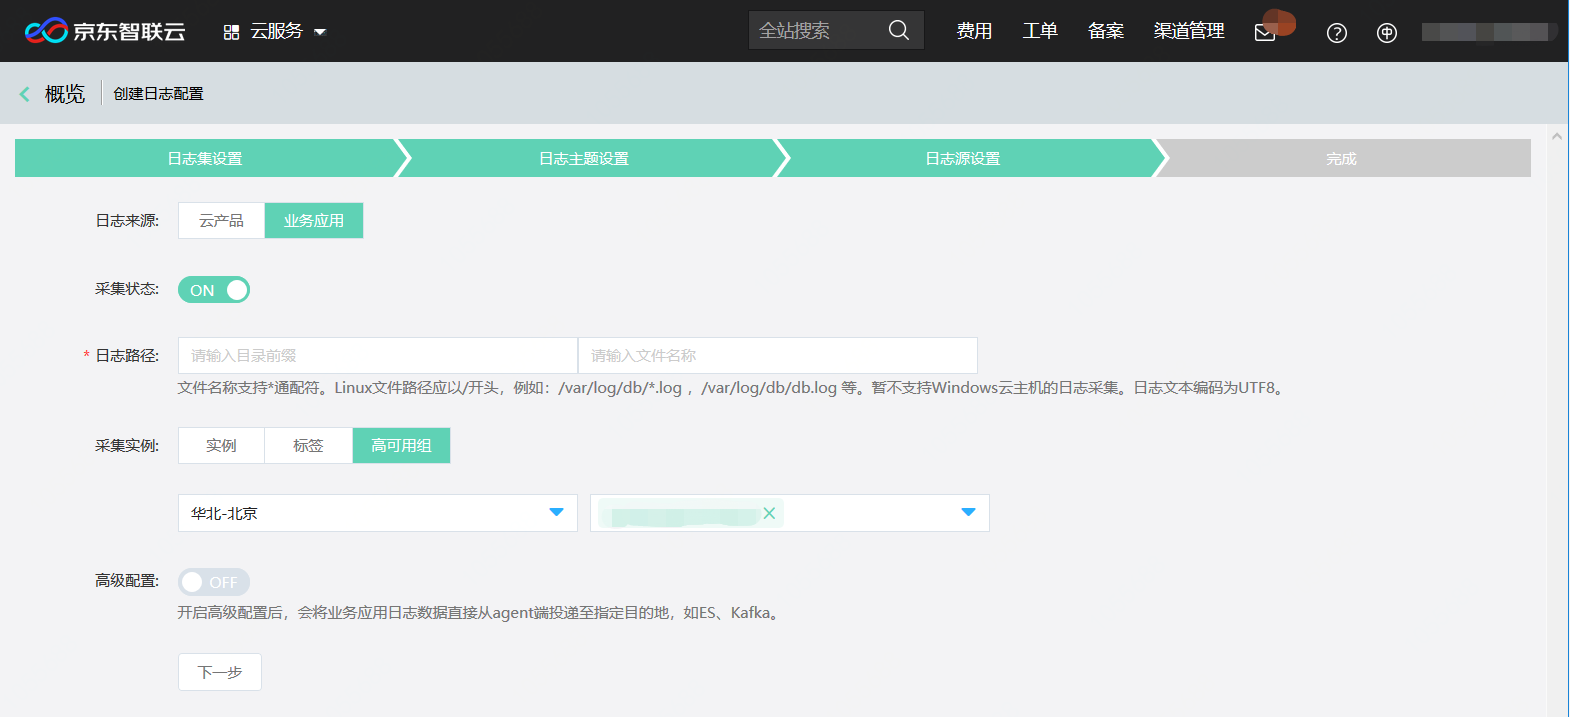 京东智联云 云服务 全站搜索 费用 工单 备案 渠道管理
概览 创建日志配置
日志集设置 日志主题设置 日志源设置 完成
日志来源: 云产品 业务应用
采集状态: ON
* 日志路径: 请输入目录前缀 请输入文件名称
文件名称支持*通配符。Linux文件路径应以/开头，例如：/var/log/db/*.log ，/var/log/db/db.log 等。暂不支持Windows云主机的日志采集。日志文本编码为UTF8。
采集实例: 实例 标签 高可用组
华北-北京
高级配置: OFF
开启高级配置后，会将业务应用日志数据直接从agent端投递至指定目的地，如ES、Kafka。
下一步